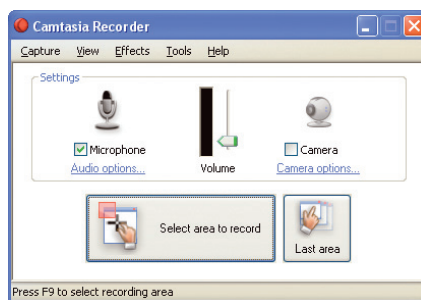 Camtasia Recorder
Capture View Effects Tools Help
Settings
Microphone
Audio options...
Volume
Camera
Camera options...
Select area to record
Last area
Press F9 to select recording area